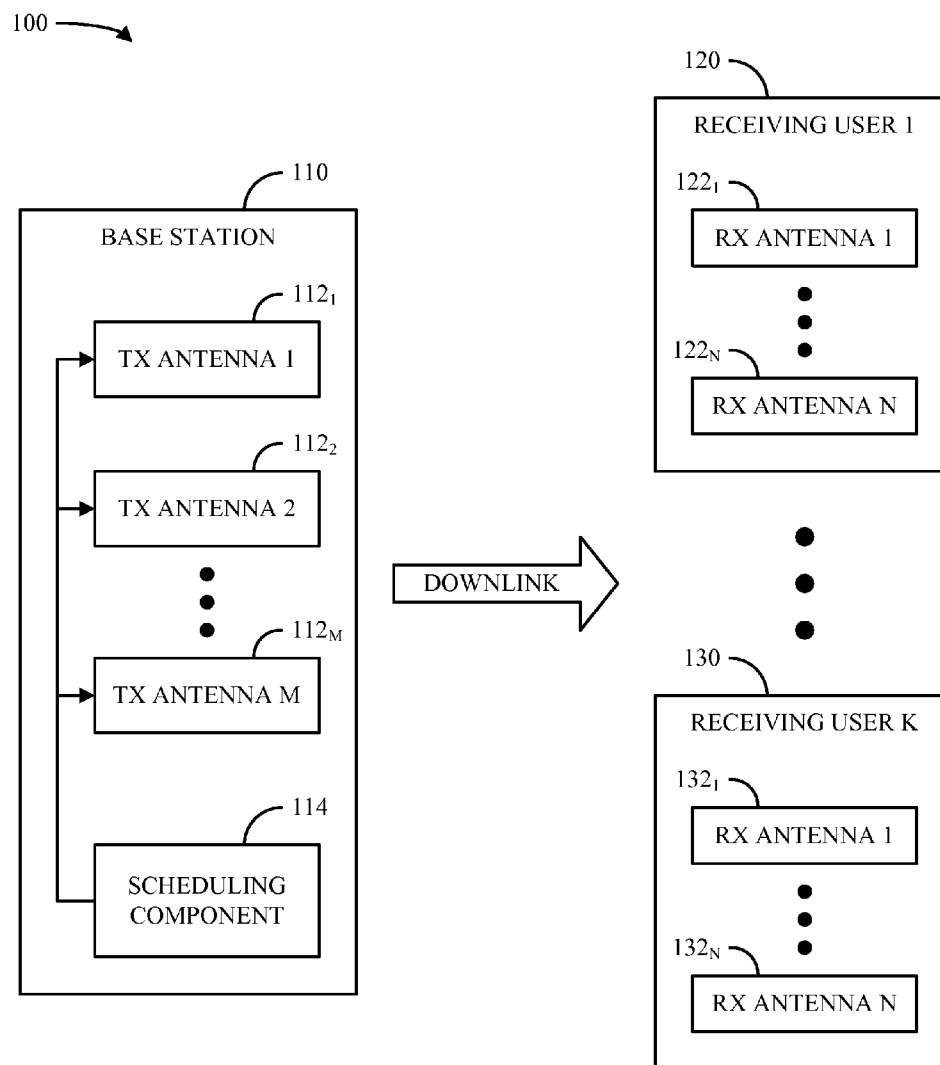 100
110
BASE STATION
112₁
TX ANTENNA 1
112₂
TX ANTENNA 2
112M
TX ANTENNA M
114
SCHEDULING
COMPONENT
DOWNLINK
120
RECEIVING USER 1
122₁
RX ANTENNA 1
122N
RX ANTENNA N
130
RECEIVING USER K
132₁
RX ANTENNA 1
132N
RX ANTENNA N